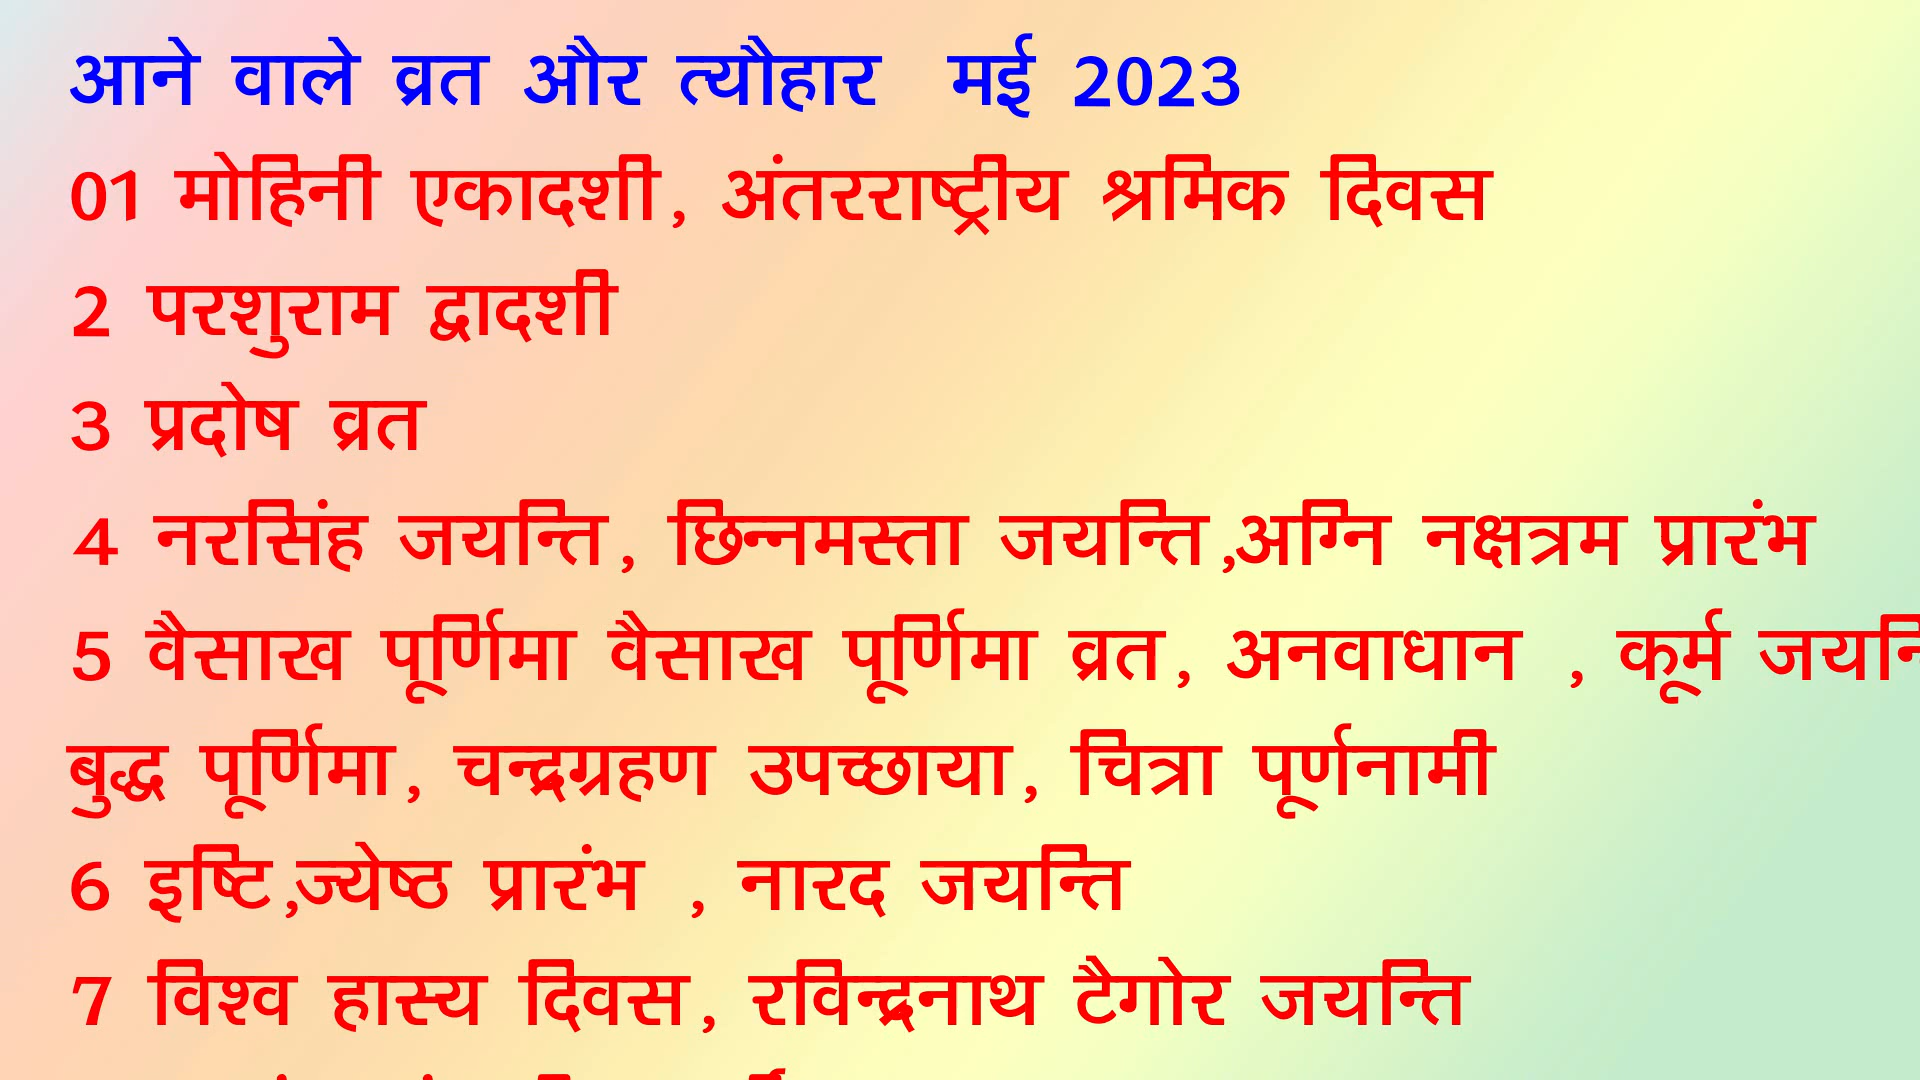 आने वाले व्रत और त्यौहार मई 2023
01 मोहिनी एकादशी, अंतरराष्ट्रीय श्रमिक दिवस
2 परशुराम द्वादशी
3 प्रदोष व्रत
4 नरसिंह जयन्ति, छिन्नमस्ता जयन्ति,अग्नि नक्षत्रम प्रारंभ
5 वैसाख पूर्णिमा वैसाख पूर्णिमा व्रत, अनवाधान , कूर्म
बुद्ध पूर्णिमा, चन्द्रग्रहण उपच्छाया, चित्रा पूर्णनामी
6 इष्टि,ज्येष्ठ प्रारंभ , नारद जयन्ति
7 विश्व हास्य दिवस, रविन्द्रनाथ टैगोर जयन्ति